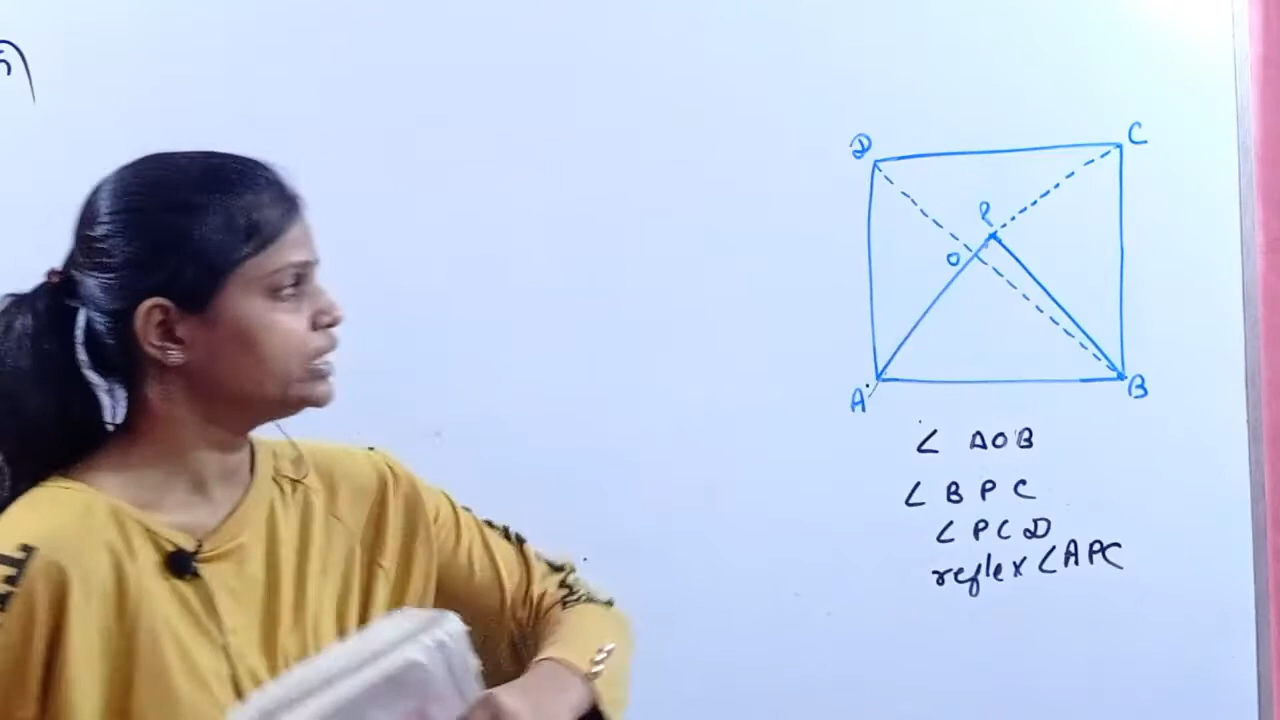 D C
P
O
A B
∠ AOB
∠ BPC
∠ PCD
reflex ∠APC